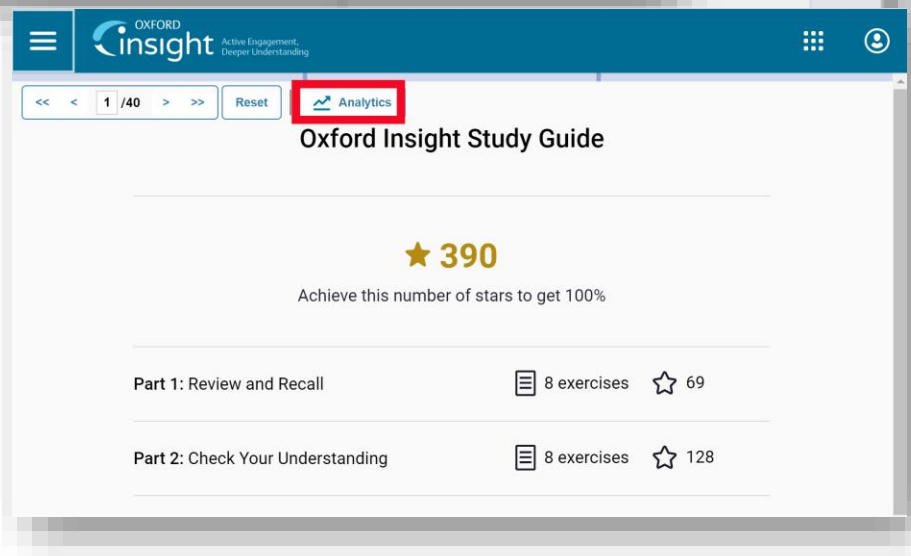 OXFORD
insight
Active Engagement,
Deeper Understanding
<< < 1 /40 > >> Reset Analytics
Oxford Insight Study Guide
390
Achieve this number of stars to get 100%
Part 1: Review and Recall 8 exercises 69
Part 2: Check Your Understanding 8 exercises 128